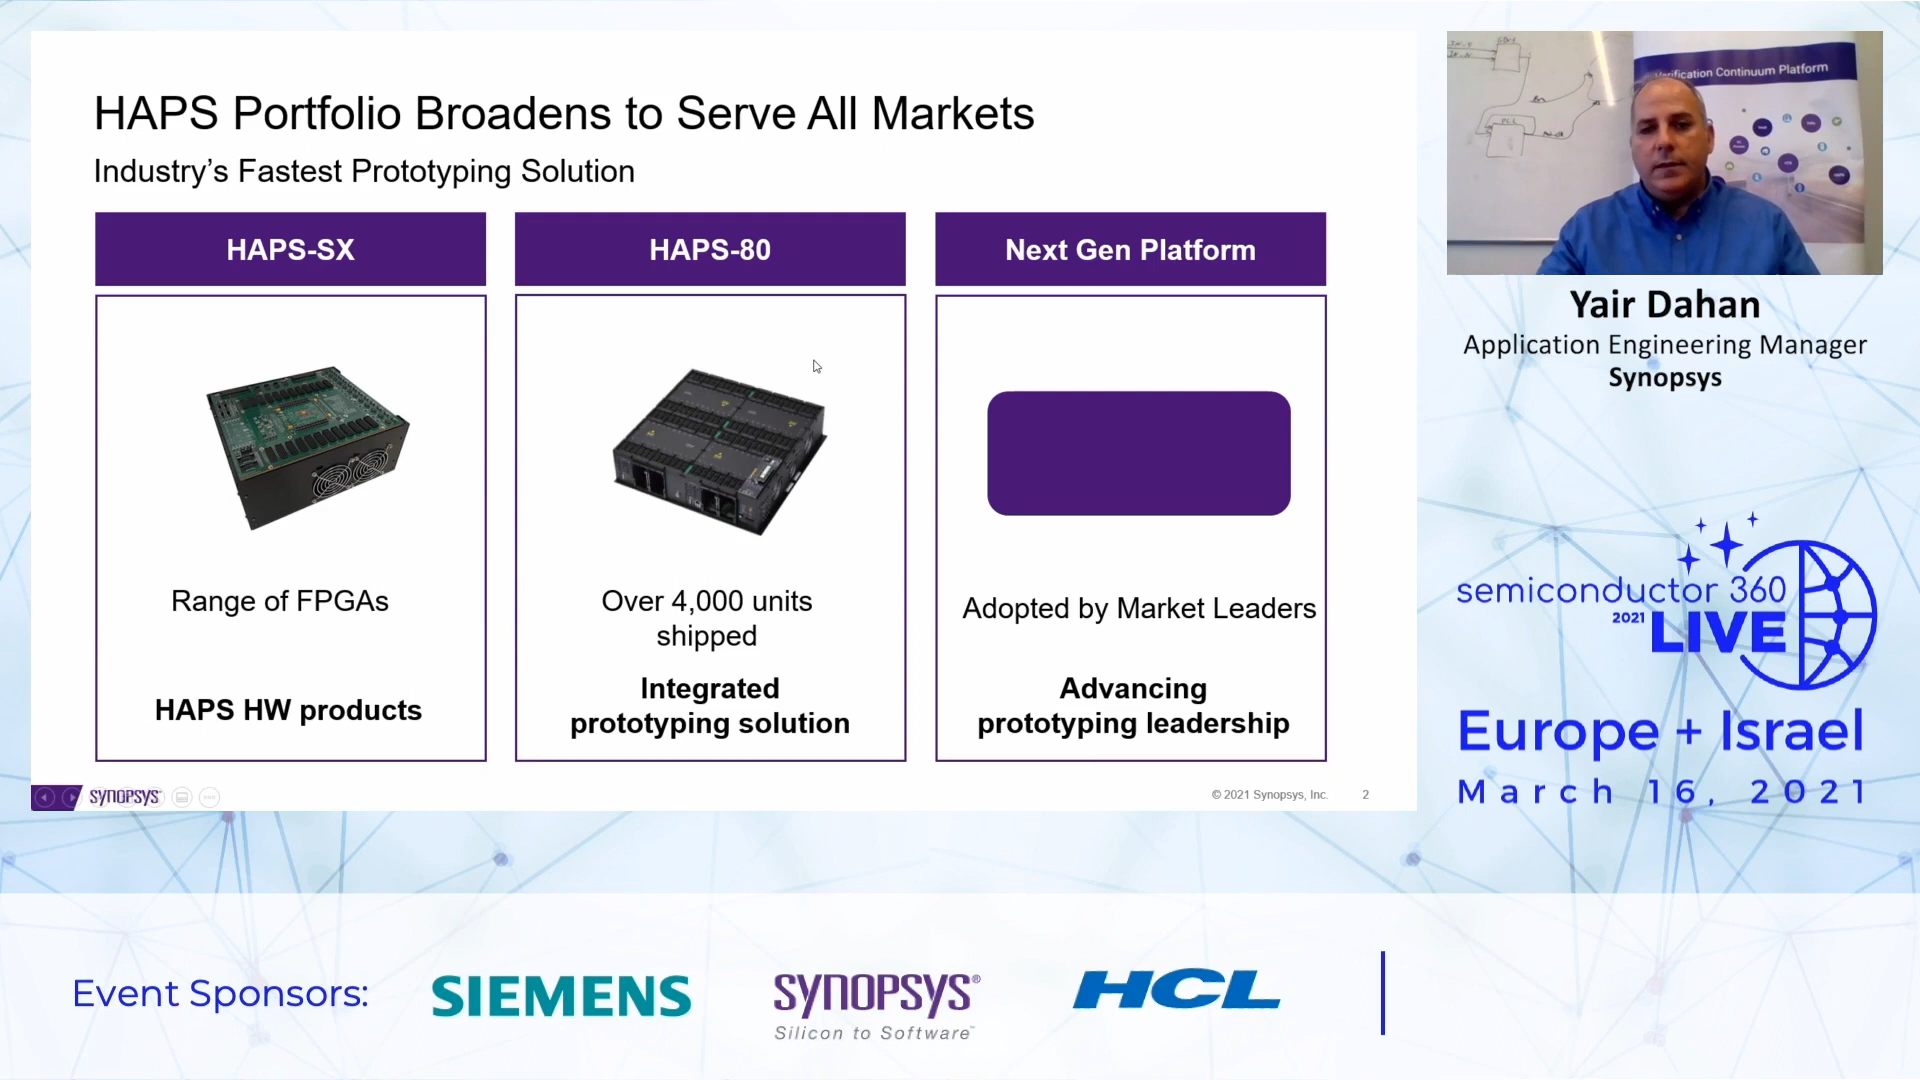 HAPS Portfolio Broadens to Serve All Markets
Industry’s Fastest Prototyping Solution
HAPS-SX
Range of FPGAs
HAPS HW products
HAPS-80
Over 4,000 units
shipped
Integrated
prototyping solution
Next Gen Platform
Adopted by Market Leaders
Advancing
prototyping leadership
SYNOPSYS
© 2021 Synopsys, Inc.
2
Verification Continuum Platform
Yair Dahan
Application Engineering Manager
Synopsys
semiconductor 360
2021 LIVE
Europe + Israel
March 16, 2021
Event Sponsors:
SIEMENS
SYNOPSYS®
Silicon to Software™
HCL